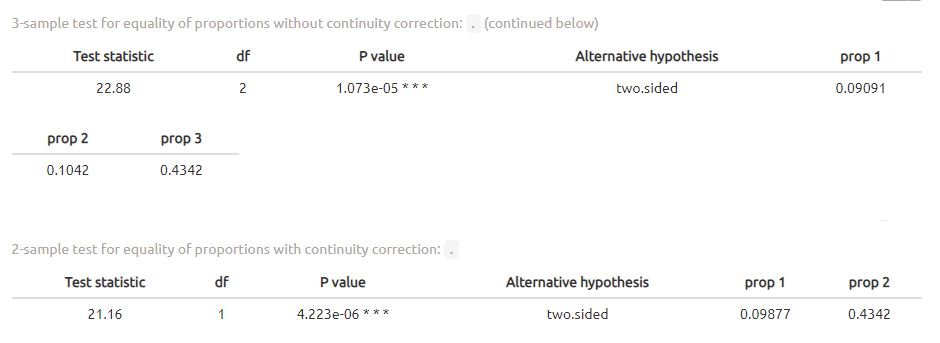 3-sample test for equality of proportions without continuity correction: . (continued below)
Test statistic df P value Alternative hypothesis prop 1
22.88 2 1.073e-05 * * * two.sided 0.09091
prop 2 prop 3
0.1042 0.4342
2-sample test for equality of proportions with continuity correction: .
Test statistic df P value Alternative hypothesis prop 1 prop 2
21.16 1 4.223e-06 * * * two.sided 0.09877 0.4342